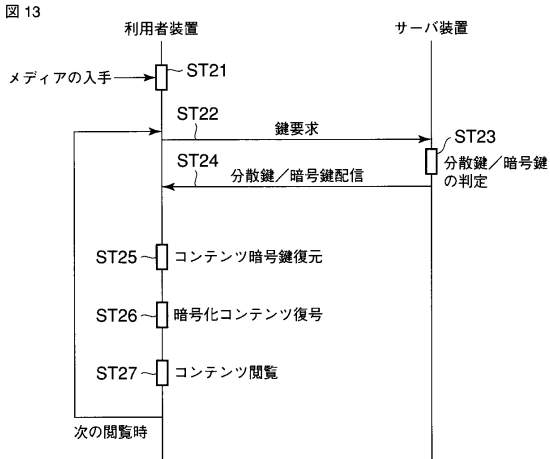 図 13
利用者装置
サーバ装置
メディアの入手
ST21
ST22
鍵要求
ST23
分散鍵／暗号鍵
の判定
ST24
分散鍵／暗号鍵配信
ST25
コンテンツ暗号鍵復元
ST26
暗号化コンテンツ復号
ST27
コンテンツ閲覧
次の閲覧時